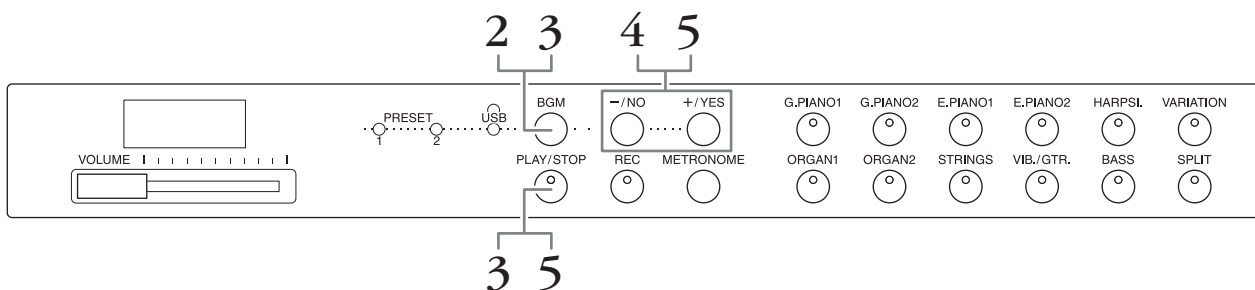 2 3 4 5
BGM -/NO +/YES G.PIANO1 G.PIANO2 E.PIANO1 E.PIANO2 HARPSI. VARIATION
PRESET USB
1 2
VOLUME PLAY/STOP REC METRONOME ORGAN1 ORGAN2 STRINGS VIB./GTR. BASS SPLIT
3 5